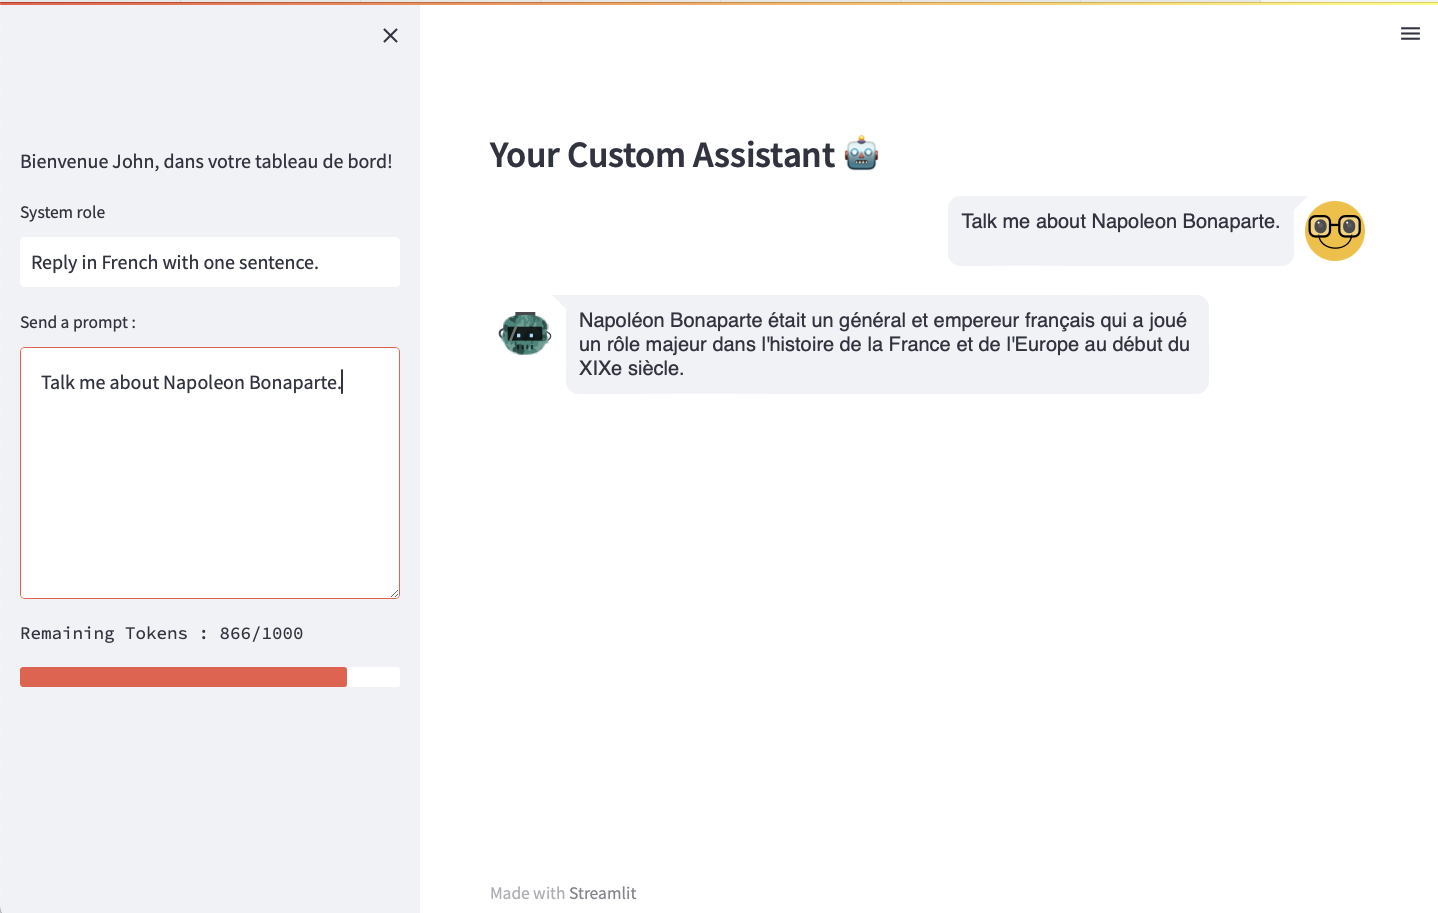 Bienvenue John, dans votre tableau de bord!
System role
Reply in French with one sentence.
Send a prompt :
Talk me about Napoleon Bonaparte.
Remaining Tokens : 866/1000
Your Custom Assistant 🤖
Talk me about Napoleon Bonaparte.
Napoléon Bonaparte était un général et empereur français qui a joué
un rôle majeur dans l'histoire de la France et de l'Europe au début du
XIXe siècle.
Made with Streamlit